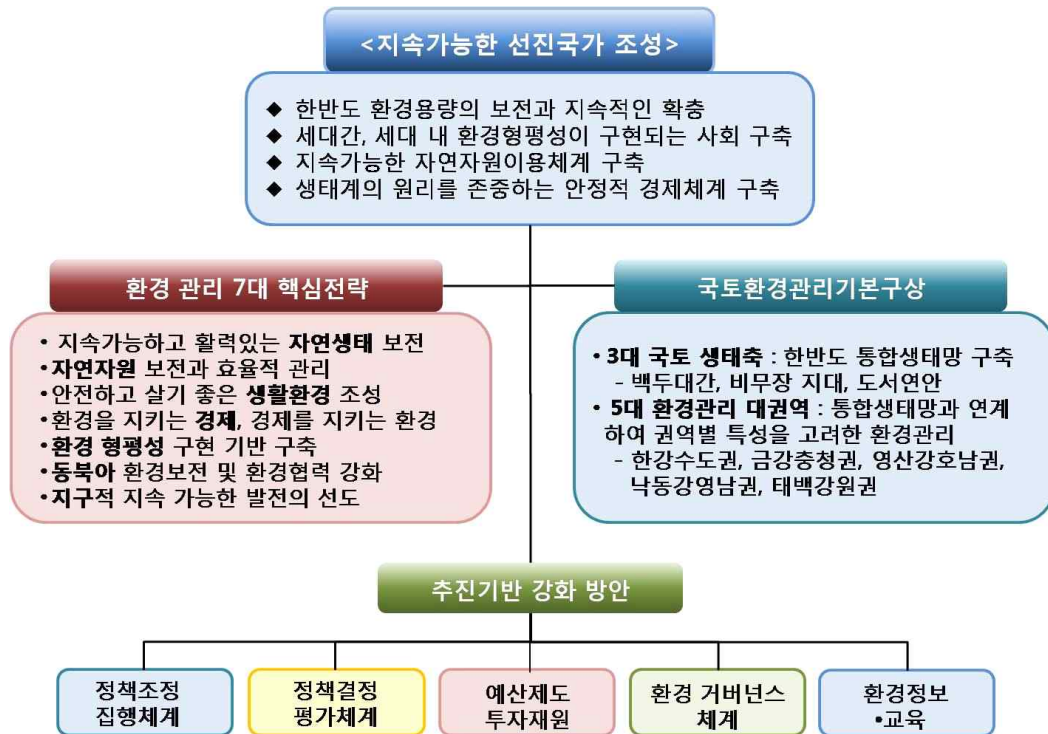 <지속가능한 선진국가 조성>
◆ 한반도 환경용량의 보전과 지속적인 확충
◆ 세대간, 세대 내 환경형평성이 구현되는 사회 구축
◆ 지속가능한 자연자원이용체계 구축
◆ 생태계의 원리를 존중하는 안정적 경제체계 구축
환경 관리 7대 핵심전략
• 지속가능하고 활력있는 자연생태 보전
•자연자원 보전과 효율적 관리
•안전하고 살기 좋은 생활환경 조성
•환경을 지키는 경제, 경제를 지키는 환경
•환경 형평성 구현 기반 구축
•동북아 환경보전 및 환경협력 강화
•지구적 지속 가능한 발전의 선도
국토환경관리기본구상
• 3대 국토 생태축 : 한반도 통합생태망 구축
- 백두대간, 비무장 지대, 도서연안
• 5대 환경관리 대권역 : 통합생태망과 연계
하여 권역별 특성을 고려한 환경관리
- 한강수도권, 금강충청권, 영산강호남권,
낙동강영남권, 태백강원권
추진기반 강화 방안
정책조정
집행체계
정책결정
평가체계
예산제도
투자재원
환경 거버넌스
체계
환경정보
•교육